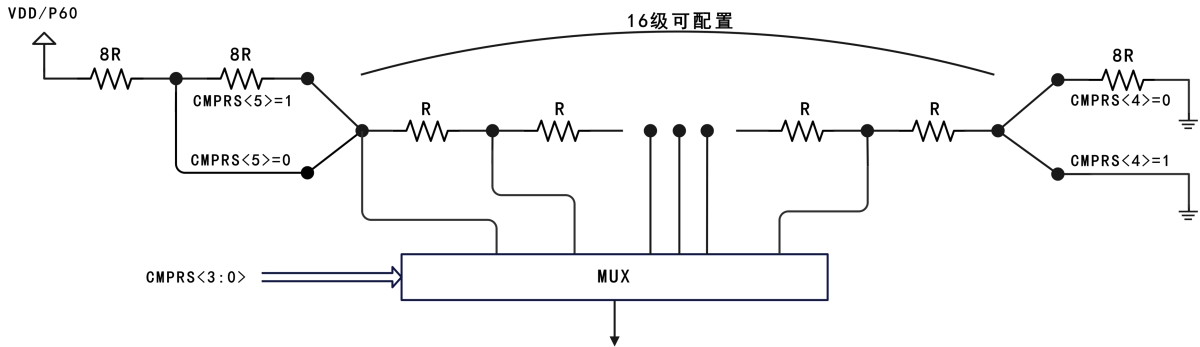 VDD/P60
16级可配置
8R
8R
8R
CMPRS<5>=1
CMPRS<4>=0
R
R
R
R
CMPRS<5>=0
CMPRS<4>=1
CMPRS<3:0>
MUX